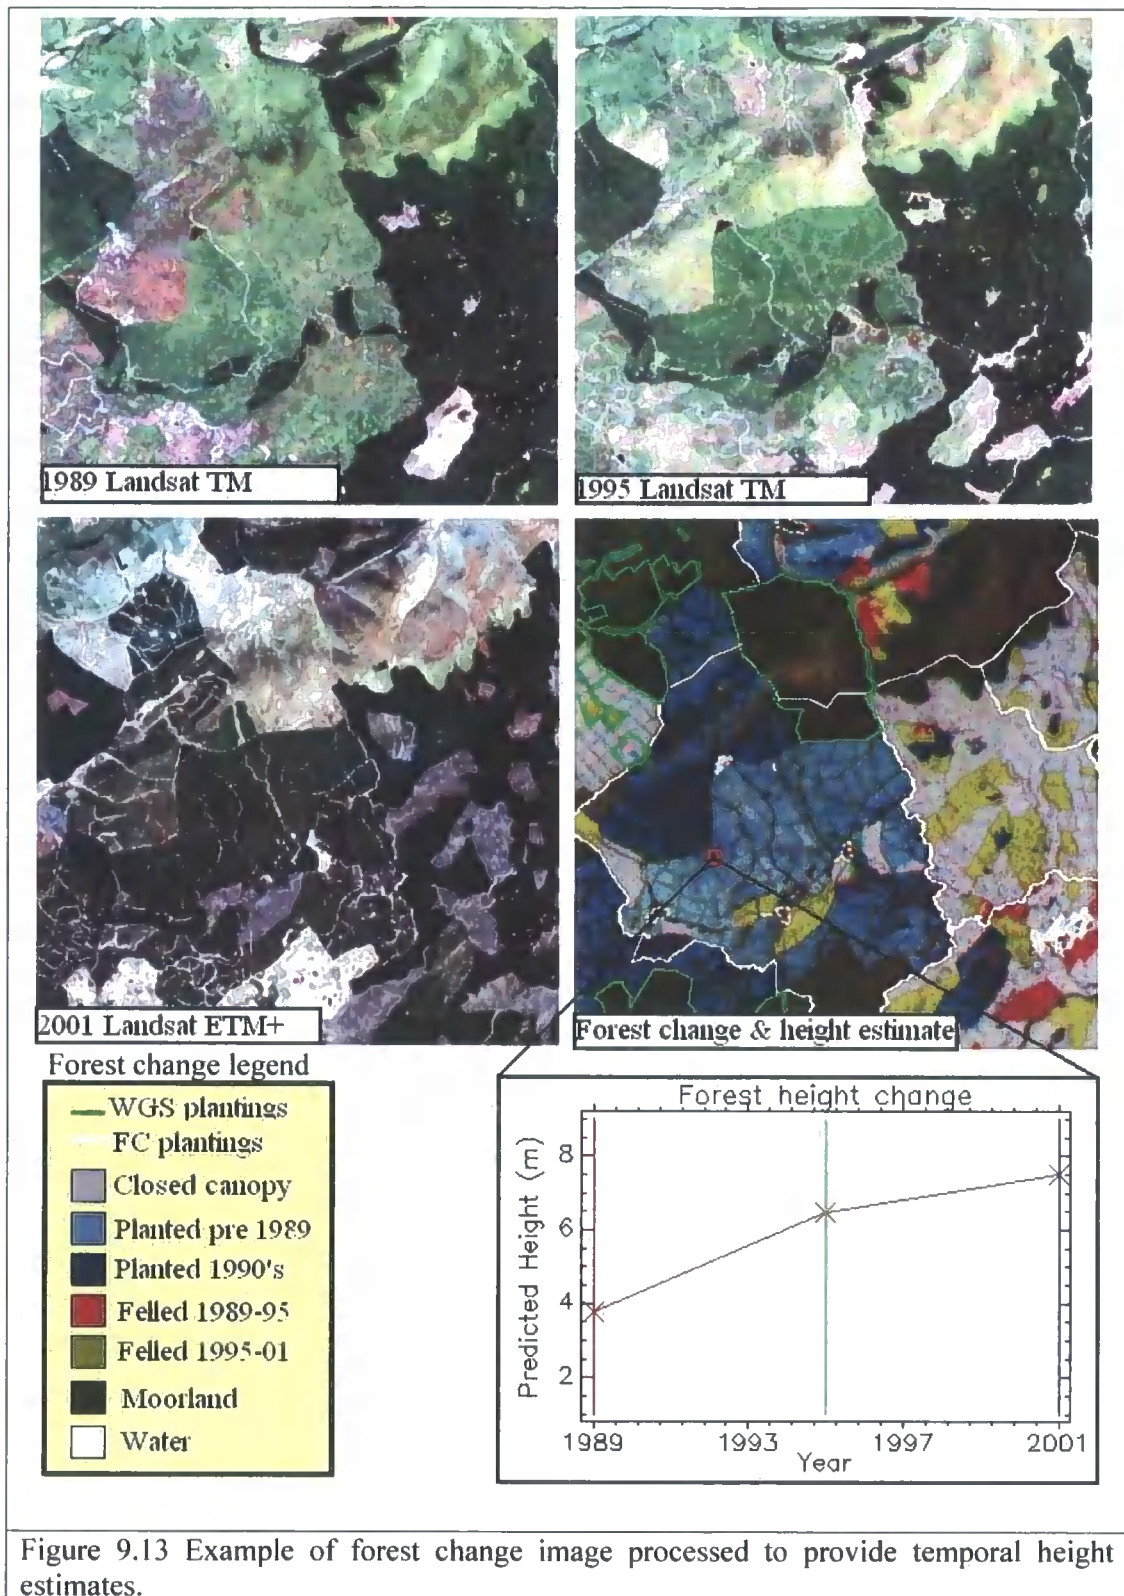 1989 Landsat TM
1995 Landsat TM
2001 Landsat ETM+
Forest change & height estimate
Forest change legend
WGS plantings
FC plantings
Closed canopy
Planted pre 1989
Planted 1990's
Felled 1989-95
Felled 1995-01
Moorland
Water
Forest height change
Predicted Height (m)
8
6
4
2
1989
1993
1997
2001
Year
Figure 9.13 Example of forest change image processed to provide temporal height
estimates.